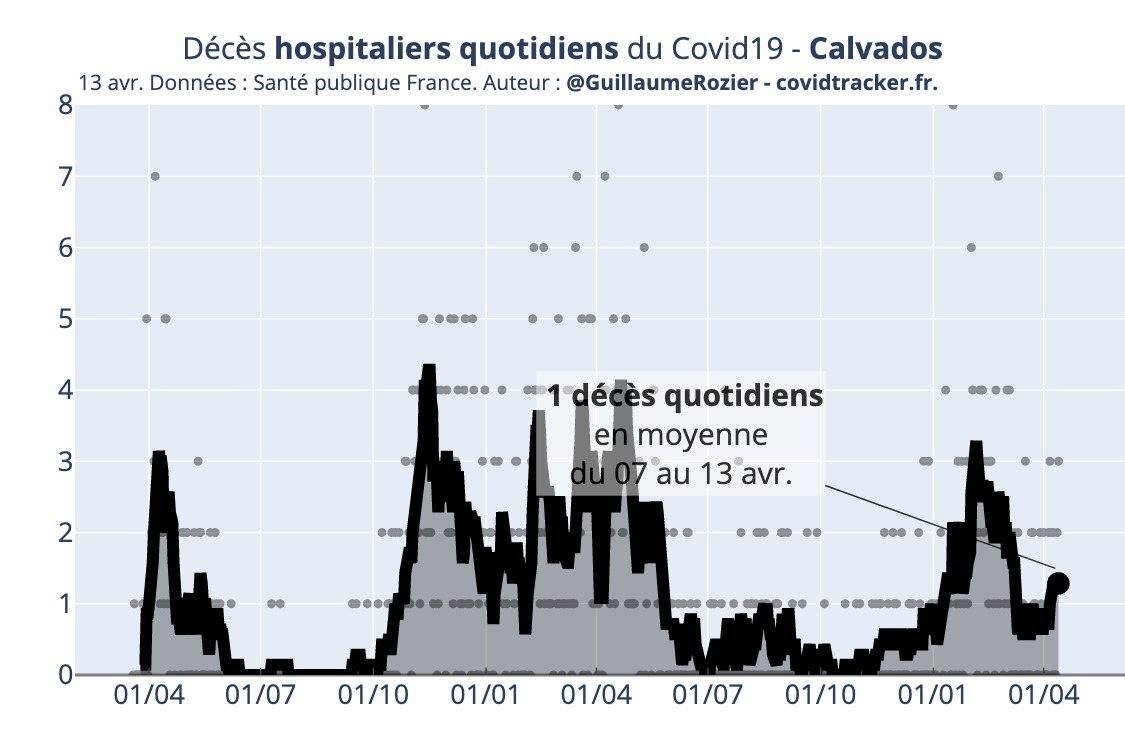 Décès hospitaliers quotidiens du Covid19 - Calvados
13 avr. Données : Santé publique France. Auteur : @GuillaumeRozier - covidtracker.fr.
8
7
6
5
4
3
2
1
0
1 décès quotidiens
en moyenne
du 07 au 13 avr.
01/04 01/07 01/10 01/01 01/04 01/07 01/10 01/01 01/04